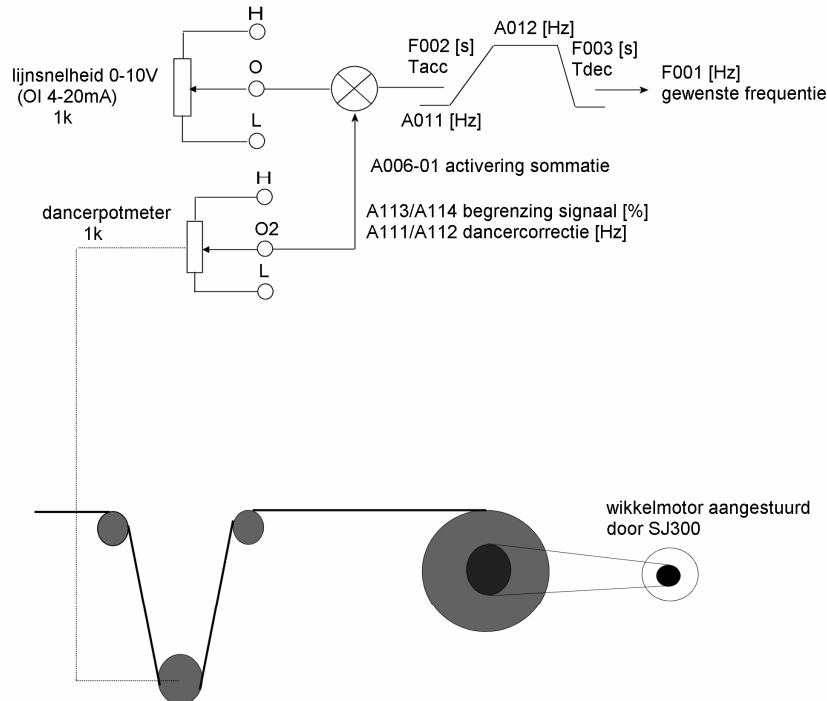 H
lijnsnelheid 0-10V
(OI 4-20mA)
1k
O
L
F002 [s]
Tacc
A012 [Hz]
F003 [s]
Tdec
A011 [Hz]
F001 [Hz]
gewenste frequentie
A006-01 activering sommatie
H
dancerpotmeter
1k
O2
L
A113/A114 begrenzing signaal [%]
A111/A112 dancercorrectie [Hz]
wikkelmotor aangestuurd
door SJ300